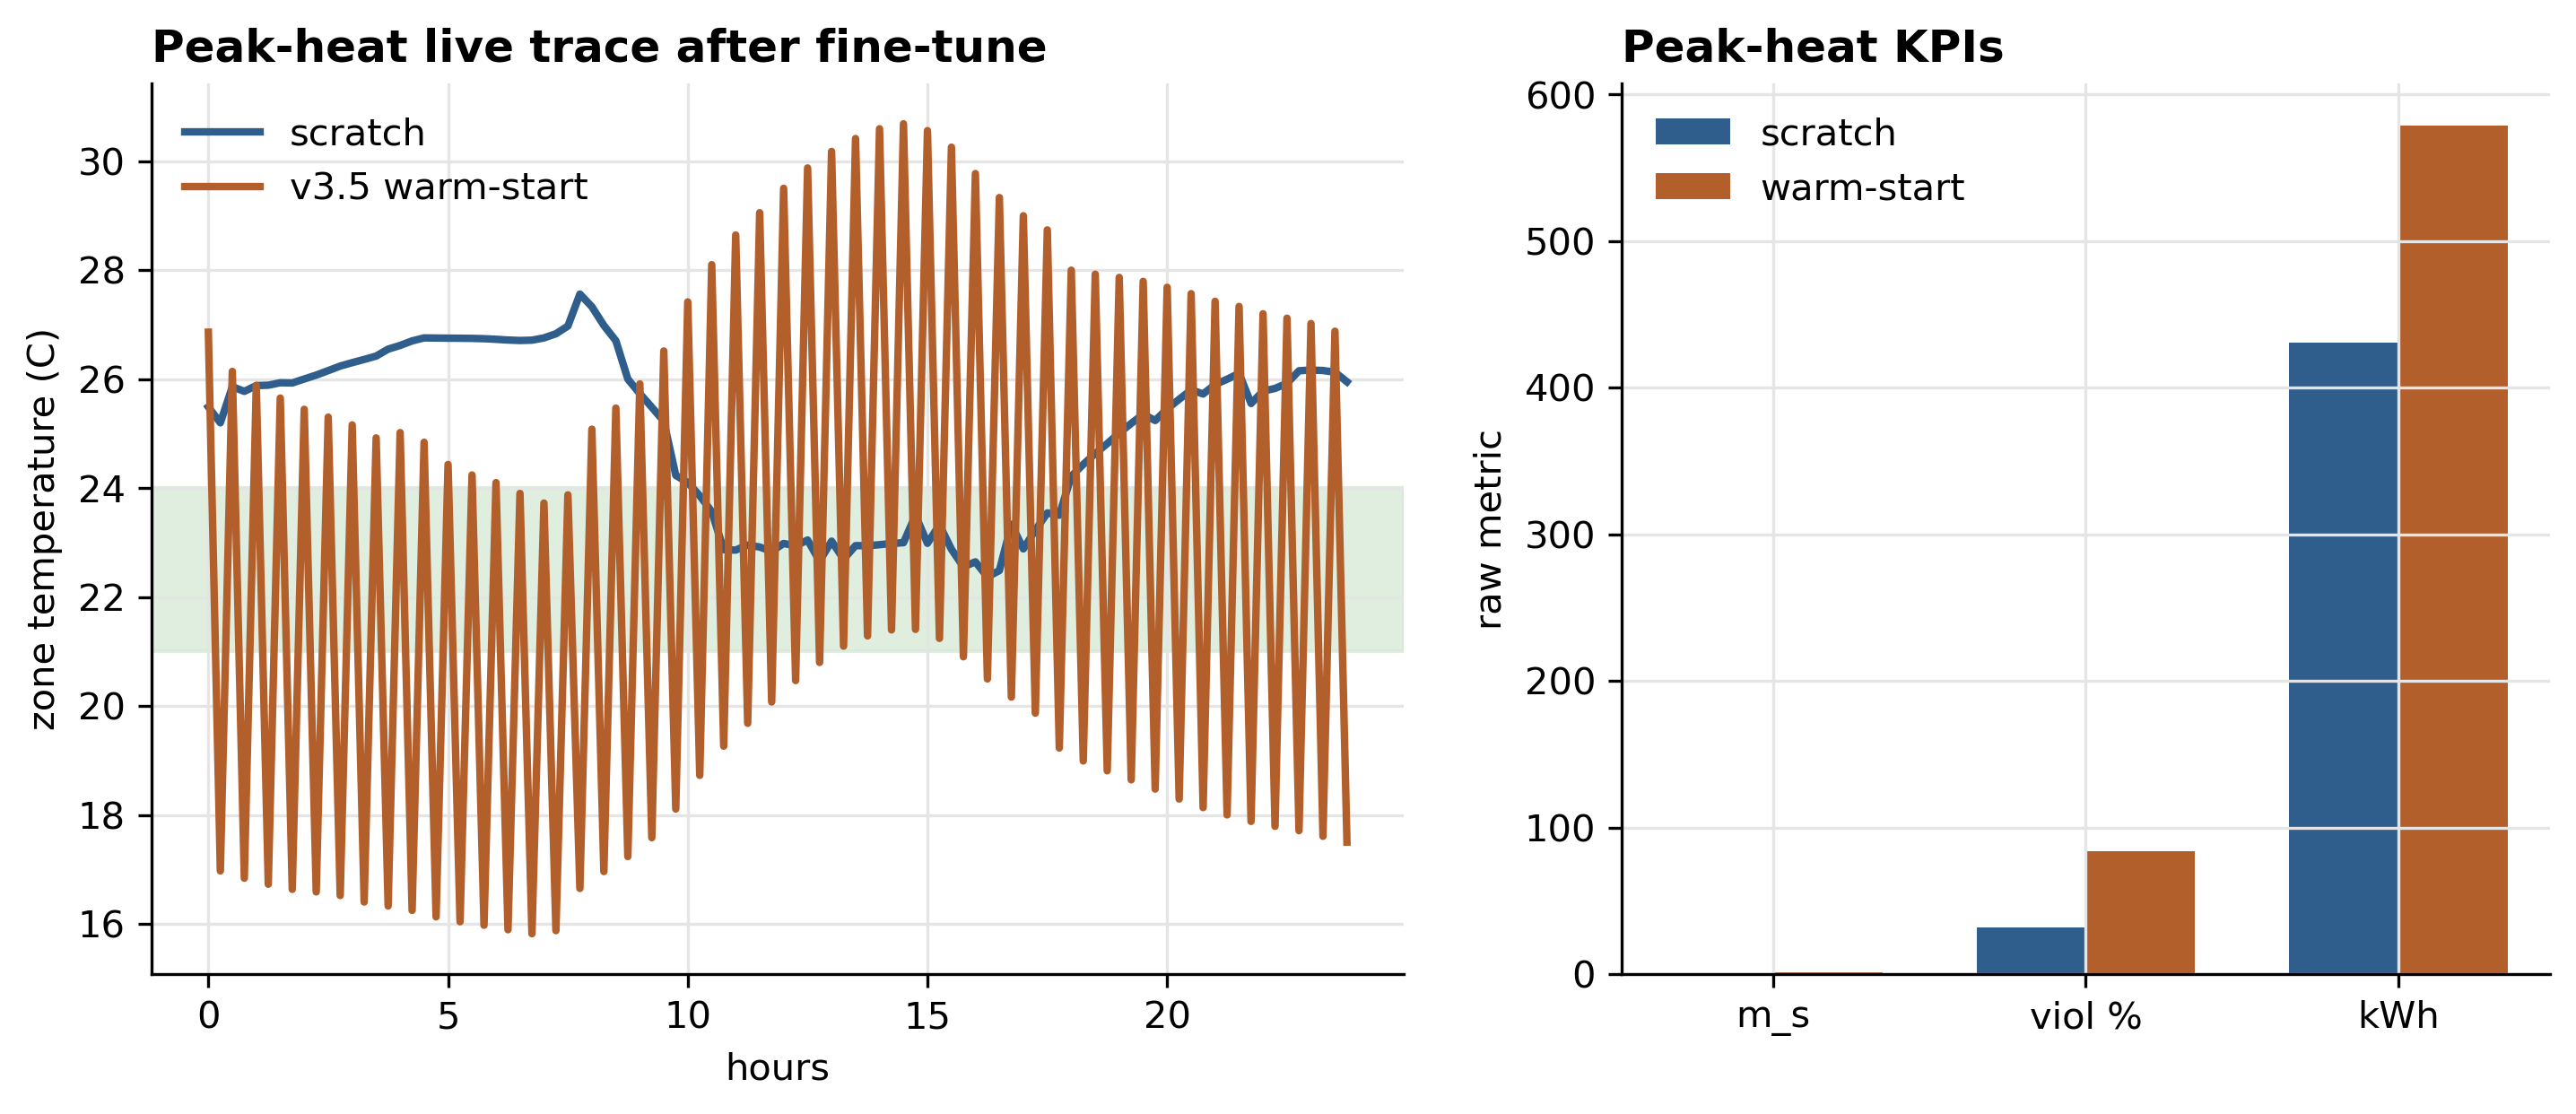 Peak-heat live trace after fine-tune
scratch
v3.5 warm-start
zone temperature (C)
30
28
26
24
22
20
18
16
0
5
10
15
20
hours
Peak-heat KPIs
scratch
warm-start
raw metric
600
500
400
300
200
100
0
m_s
viol %
kWh